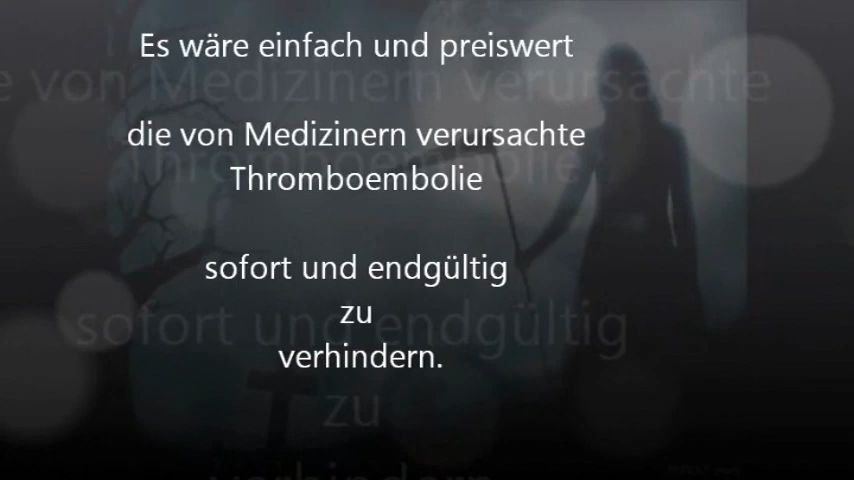 Es wäre einfach und preiswert
die von Medizinern verursachte
Thromboembolie
sofort und endgültig
zu
verhindern.